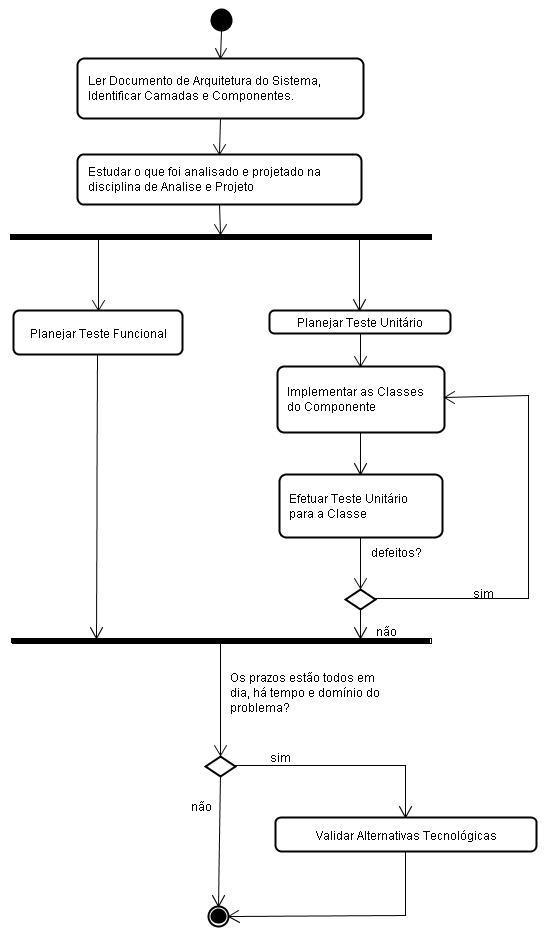 Ler Documento de Arquitetura do Sistema,
Identificar Camadas e Componentes.
Estudar o que foi analisado e projetado na
disciplina de Analise e Projeto
Planejar Teste Funcional
Planejar Teste Unitário
Implementar as Classes
do Componente
Efetuar Teste Unitário
para a Classe
defeitos?
sim
não
Os prazos estão todos em
dia, há tempo e domínio do
problema?
sim
não
Validar Alternativas Tecnológicas